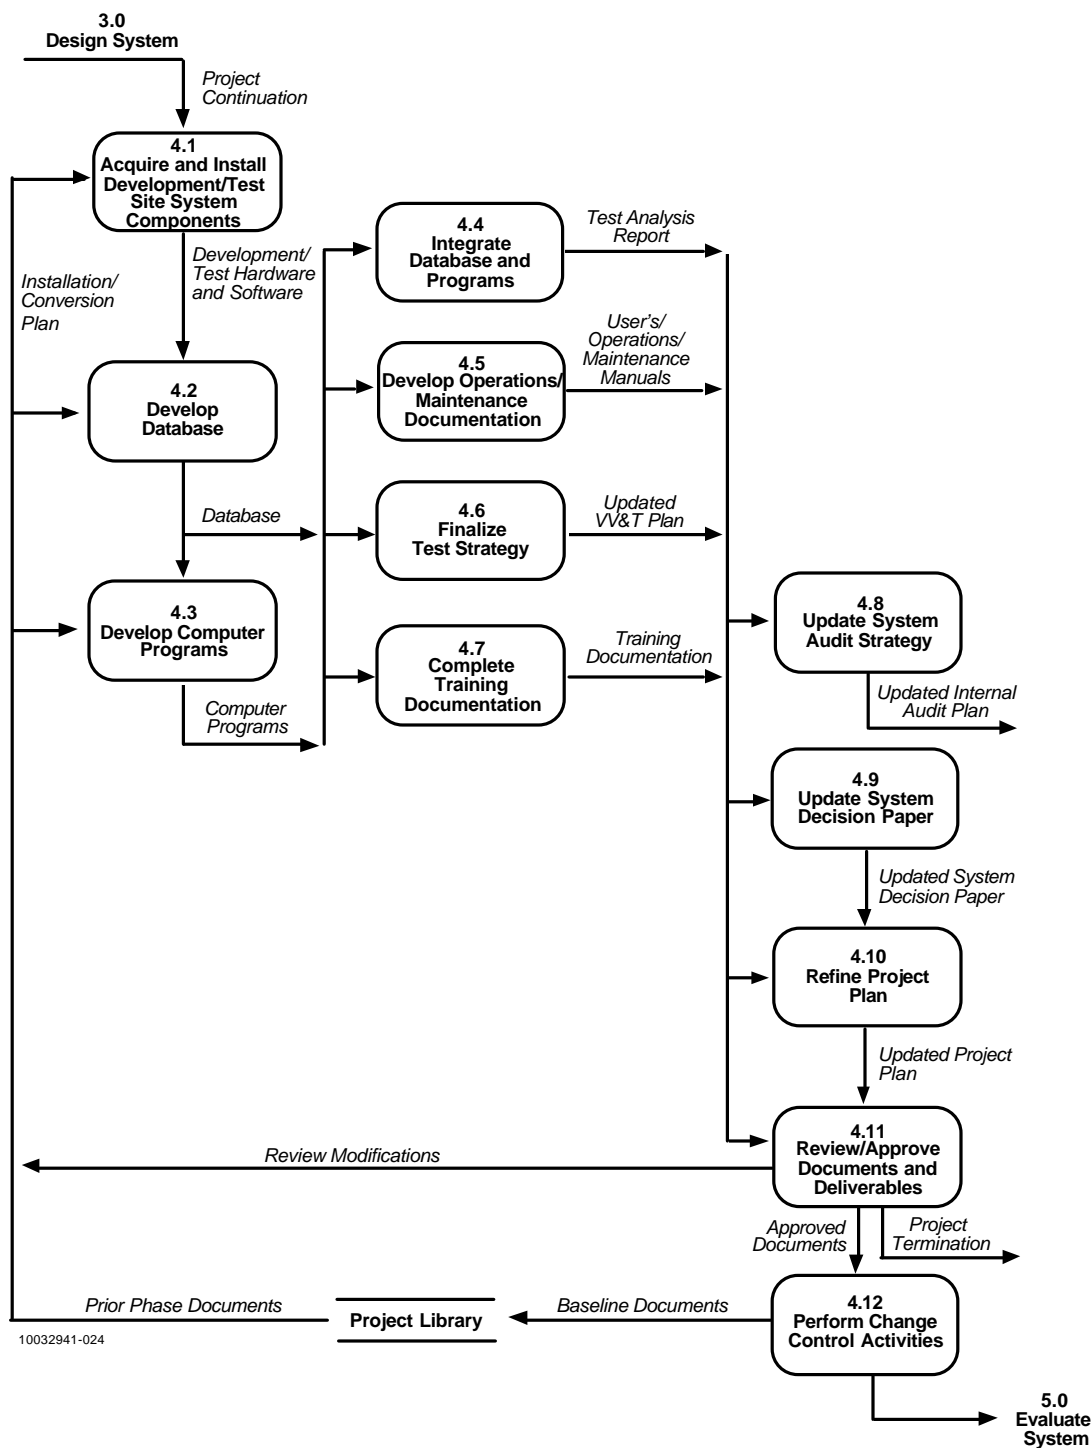 3.0
Design System
Project
Continuation
4.1
Acquire and Install
Development/Test
Site System
Components
Installation/
Conversion
Plan
Development/
Test Hardware
and Software
4.2
Develop
Database
Database
4.3
Develop Computer
Programs
Computer
Programs
4.4
Integrate
Database and
Programs
Test Analysis
Report
4.5
Develop Operations/
Maintenance
Documentation
User's/
Operations/
Maintenance
Manuals
4.6
Finalize
Test Strategy
Updated
VV&T Plan
4.7
Complete
Training
Documentation
Training
Documentation
4.8
Update System
Audit Strategy
Updated Internal
Audit Plan
4.9
Update System
Decision Paper
Updated System
Decision Paper
4.10
Refine Project
Plan
Updated Project
Plan
4.11
Review/Approve
Documents and
Deliverables
Review Modifications
Approved
Documents
Project
Termination
4.12
Perform Change
Control Activities
Baseline Documents
Project Library
Prior Phase Documents
10032941-024
5.0
Evaluate
System